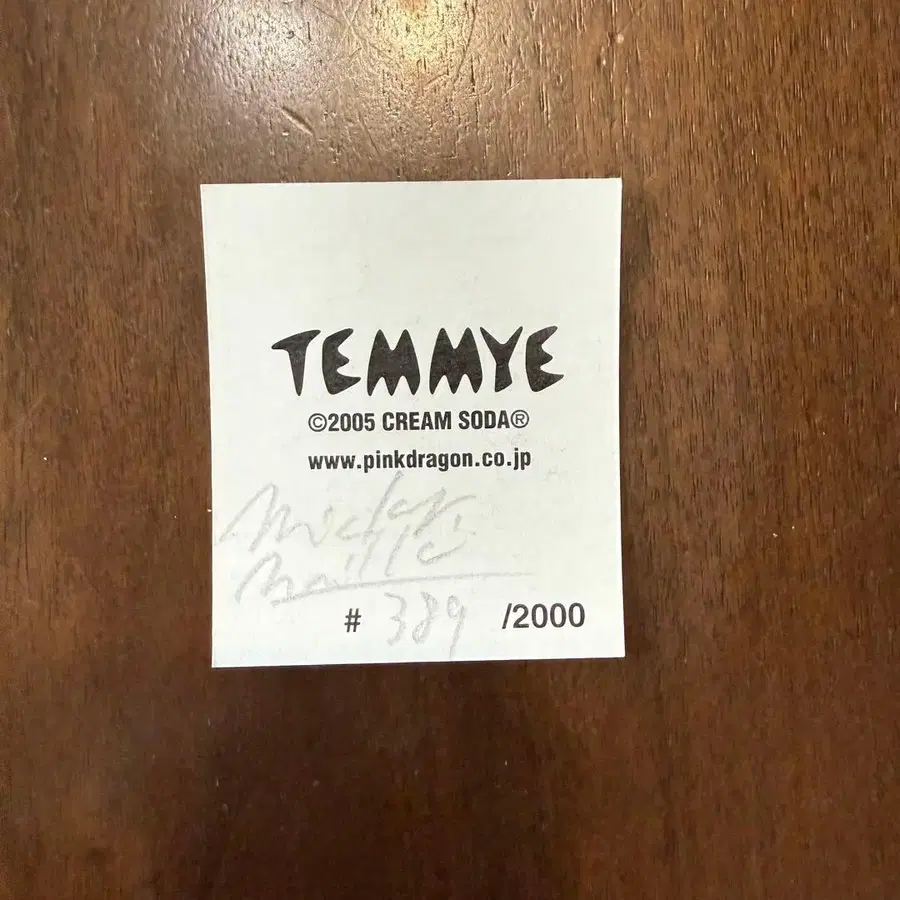 TEMMYE
©2005 CREAM SODA®
www.pinkdragon.co.jp
# 389 /2000